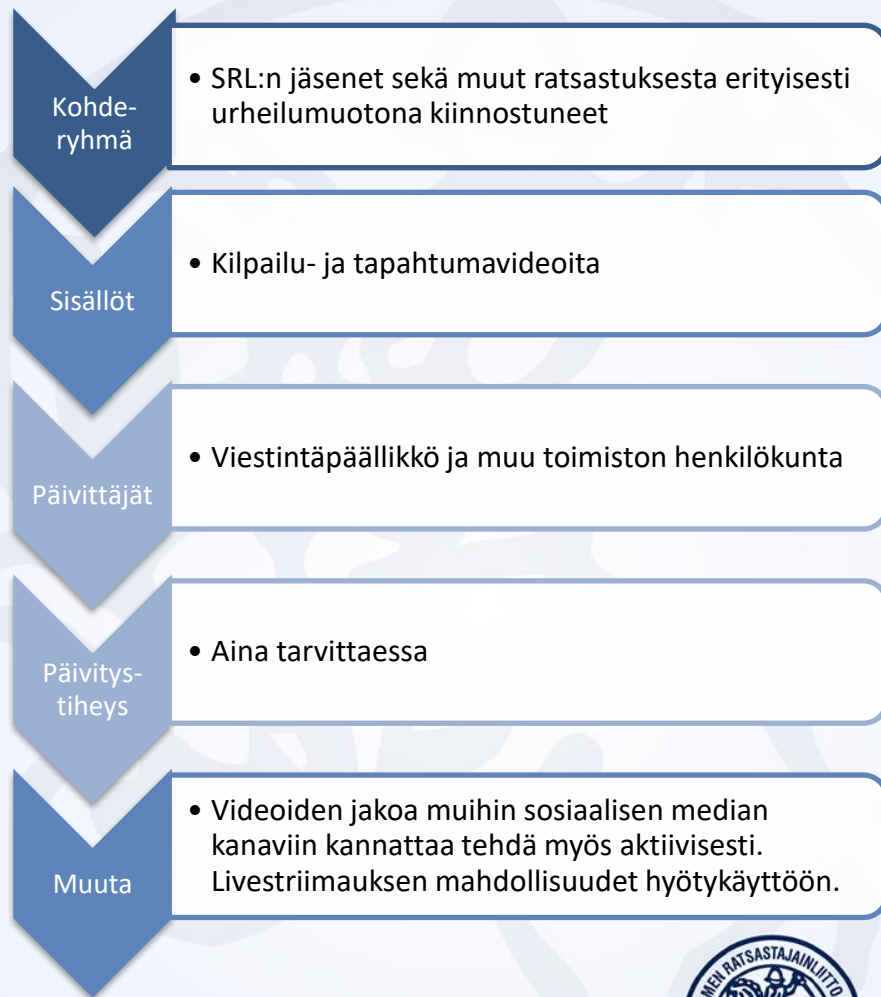 Kohde-
ryhmä
• SRL:n jäsenet sekä muut ratsastuksesta erityisesti
urheilumuotona kiinnostuneet
Sisällöt
• Kilpailu- ja tapahtumavideoita
Päivittäjät
• Viestintäpäällikkö ja muu toimiston henkilökunta
Päivitys-
tiheys
• Aina tarvittaessa
Muuta
• Videoiden jakoa muihin sosiaalisen median
kanaviin kannattaa tehdä myös aktiivisesti.
Livestriimauksen mahdollisuudet hyötykäyttöön.
MEN RATSASTAJAINLIITTO